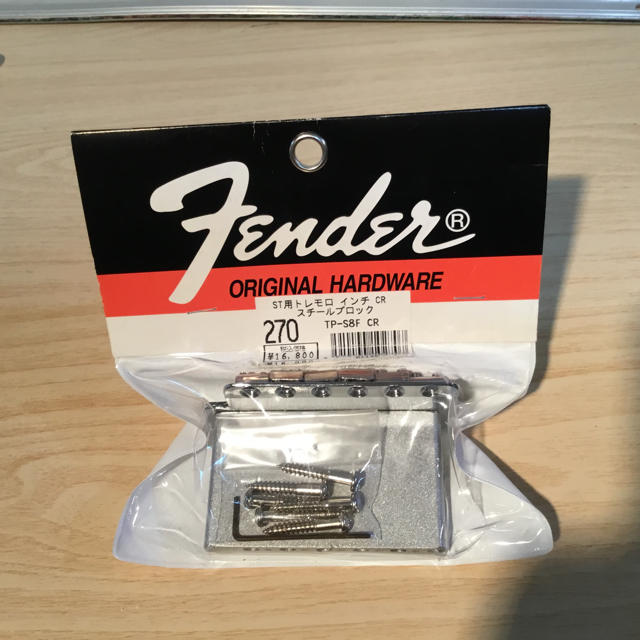 Fender®
ORIGINAL HARDWARE
ST用トレモロ インチ CR
スチールブロック
270 TP-S8F CR
¥16,800